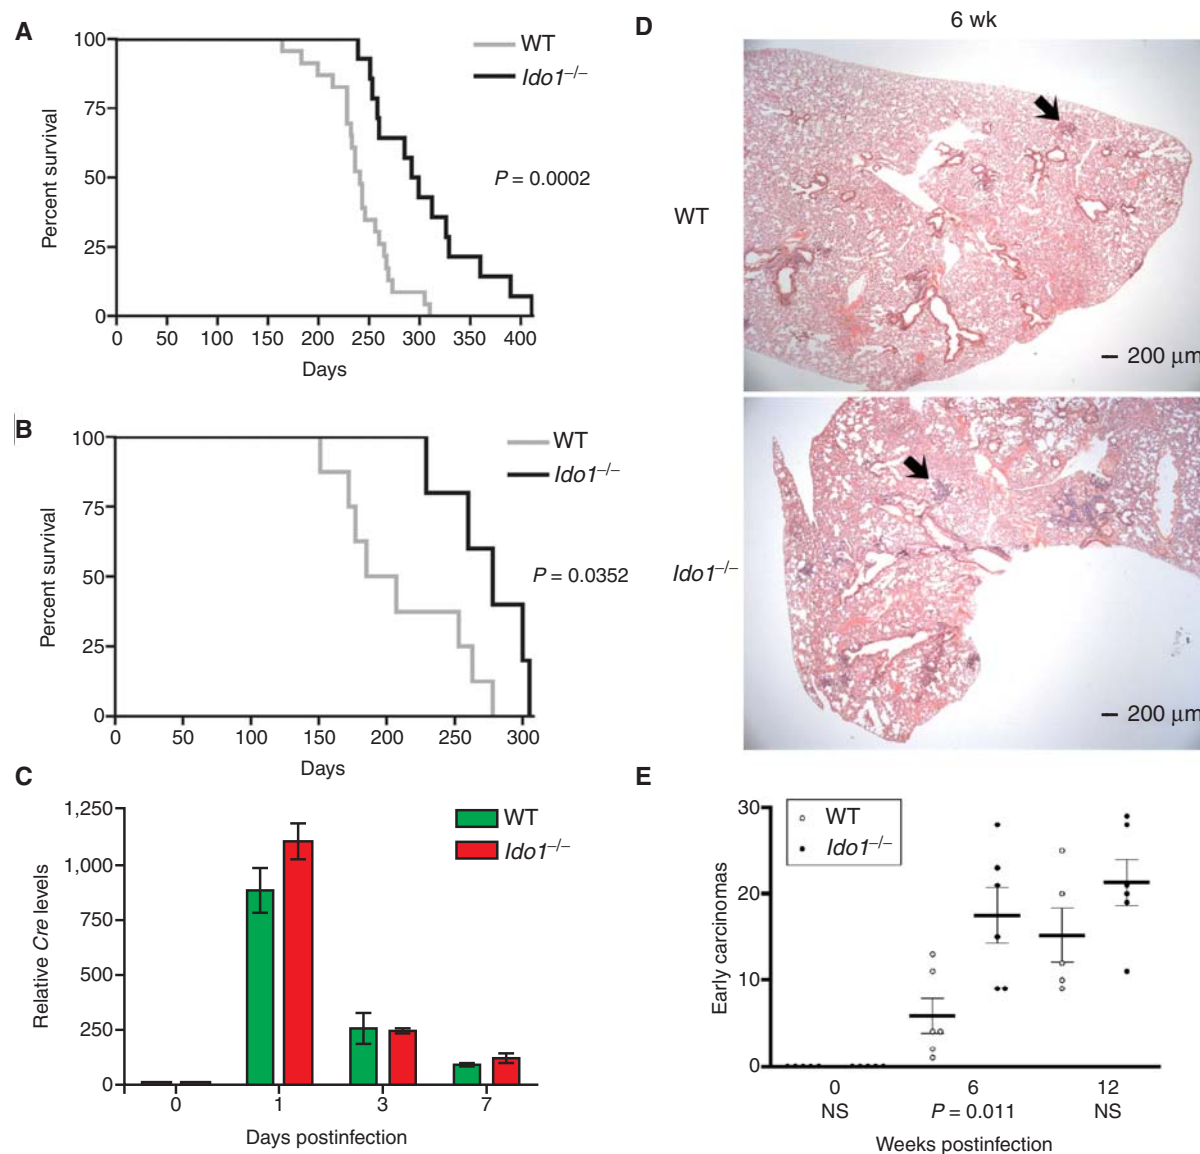 A
100
75
50
25
0
Percent survival
WT
Ido1–/–
P = 0.0002
0 50 100 150 200 250 300 350 400
Days
B
100
75
50
25
0
Percent survival
WT
Ido1–/–
P = 0.0352
0 50 100 150 200 250 300
Days
C
1,250
1,000
750
500
250
0
Relative Cre levels
WT
Ido1–/–
0 1 3 7
Days postinfection
D
6 wk
WT
200 μm
Ido1–/–
200 μm
E
30
20
10
0
Early carcinomas
WT
Ido1–/–
0 6 12
NS P = 0.011 NS
Weeks postinfection